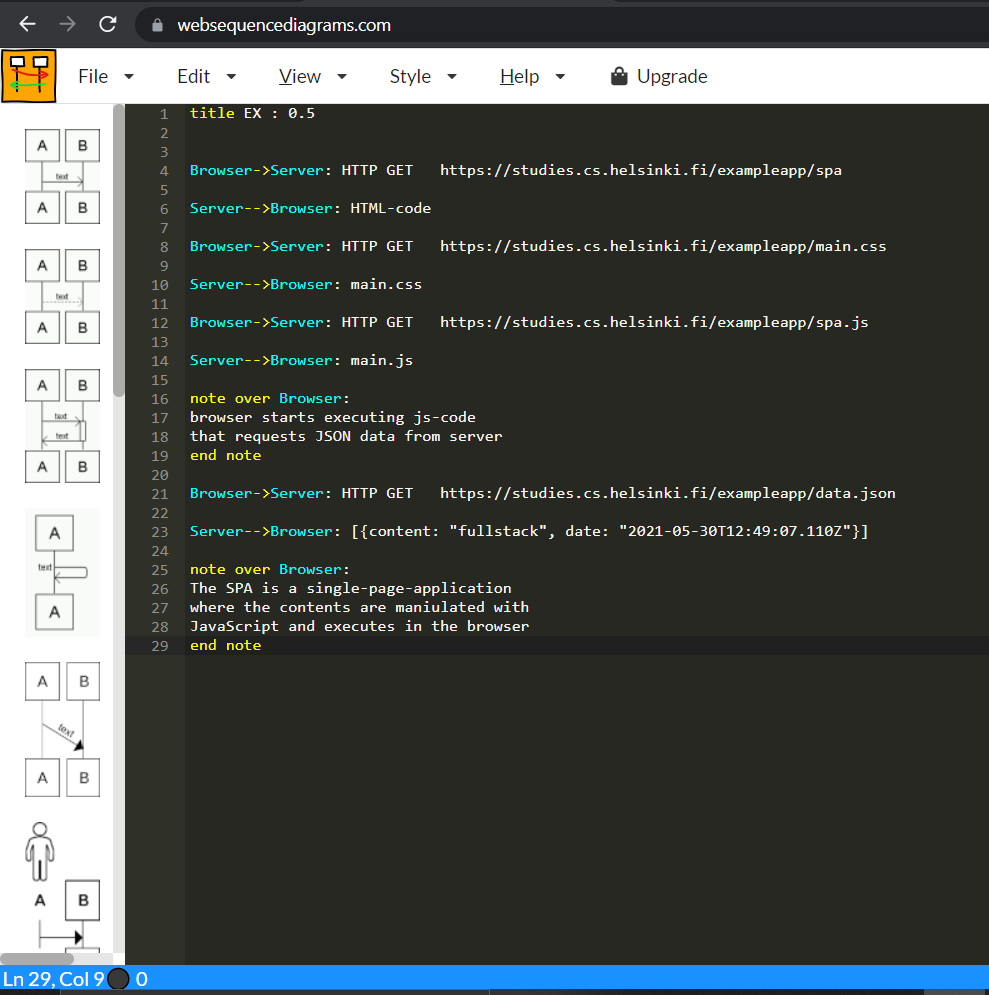 websequencediagrams.com
File Edit View Style Help Upgrade
A B
text
A B
A B
text
A B
A B
text
text
A B
A
text
A
A B
text
A B
A B
1 title EX : 0.5
2
3
4 Browser->Server: HTTP GET https://studies.cs.helsinki.fi/exampleapp/spa
5
6 Server-->Browser: HTML-code
7
8 Browser->Server: HTTP GET https://studies.cs.helsinki.fi/exampleapp/main.css
9
10 Server-->Browser: main.css
11
12 Browser->Server: HTTP GET https://studies.cs.helsinki.fi/exampleapp/spa.js
13
14 Server-->Browser: main.js
15
16 note over Browser:
17 browser starts executing js-code
18 that requests JSON data from server
19 end note
20
21 Browser->Server: HTTP GET https://studies.cs.helsinki.fi/exampleapp/data.json
22
23 Server-->Browser: [{content: "fullstack", date: "2021-05-30T12:49:07.110Z"}]
24
25 note over Browser:
26 The SPA is a single-page-application
27 where the contents are maniulated with
28 JavaScript and executes in the browser
29 end note
Ln 29, Col 9 0